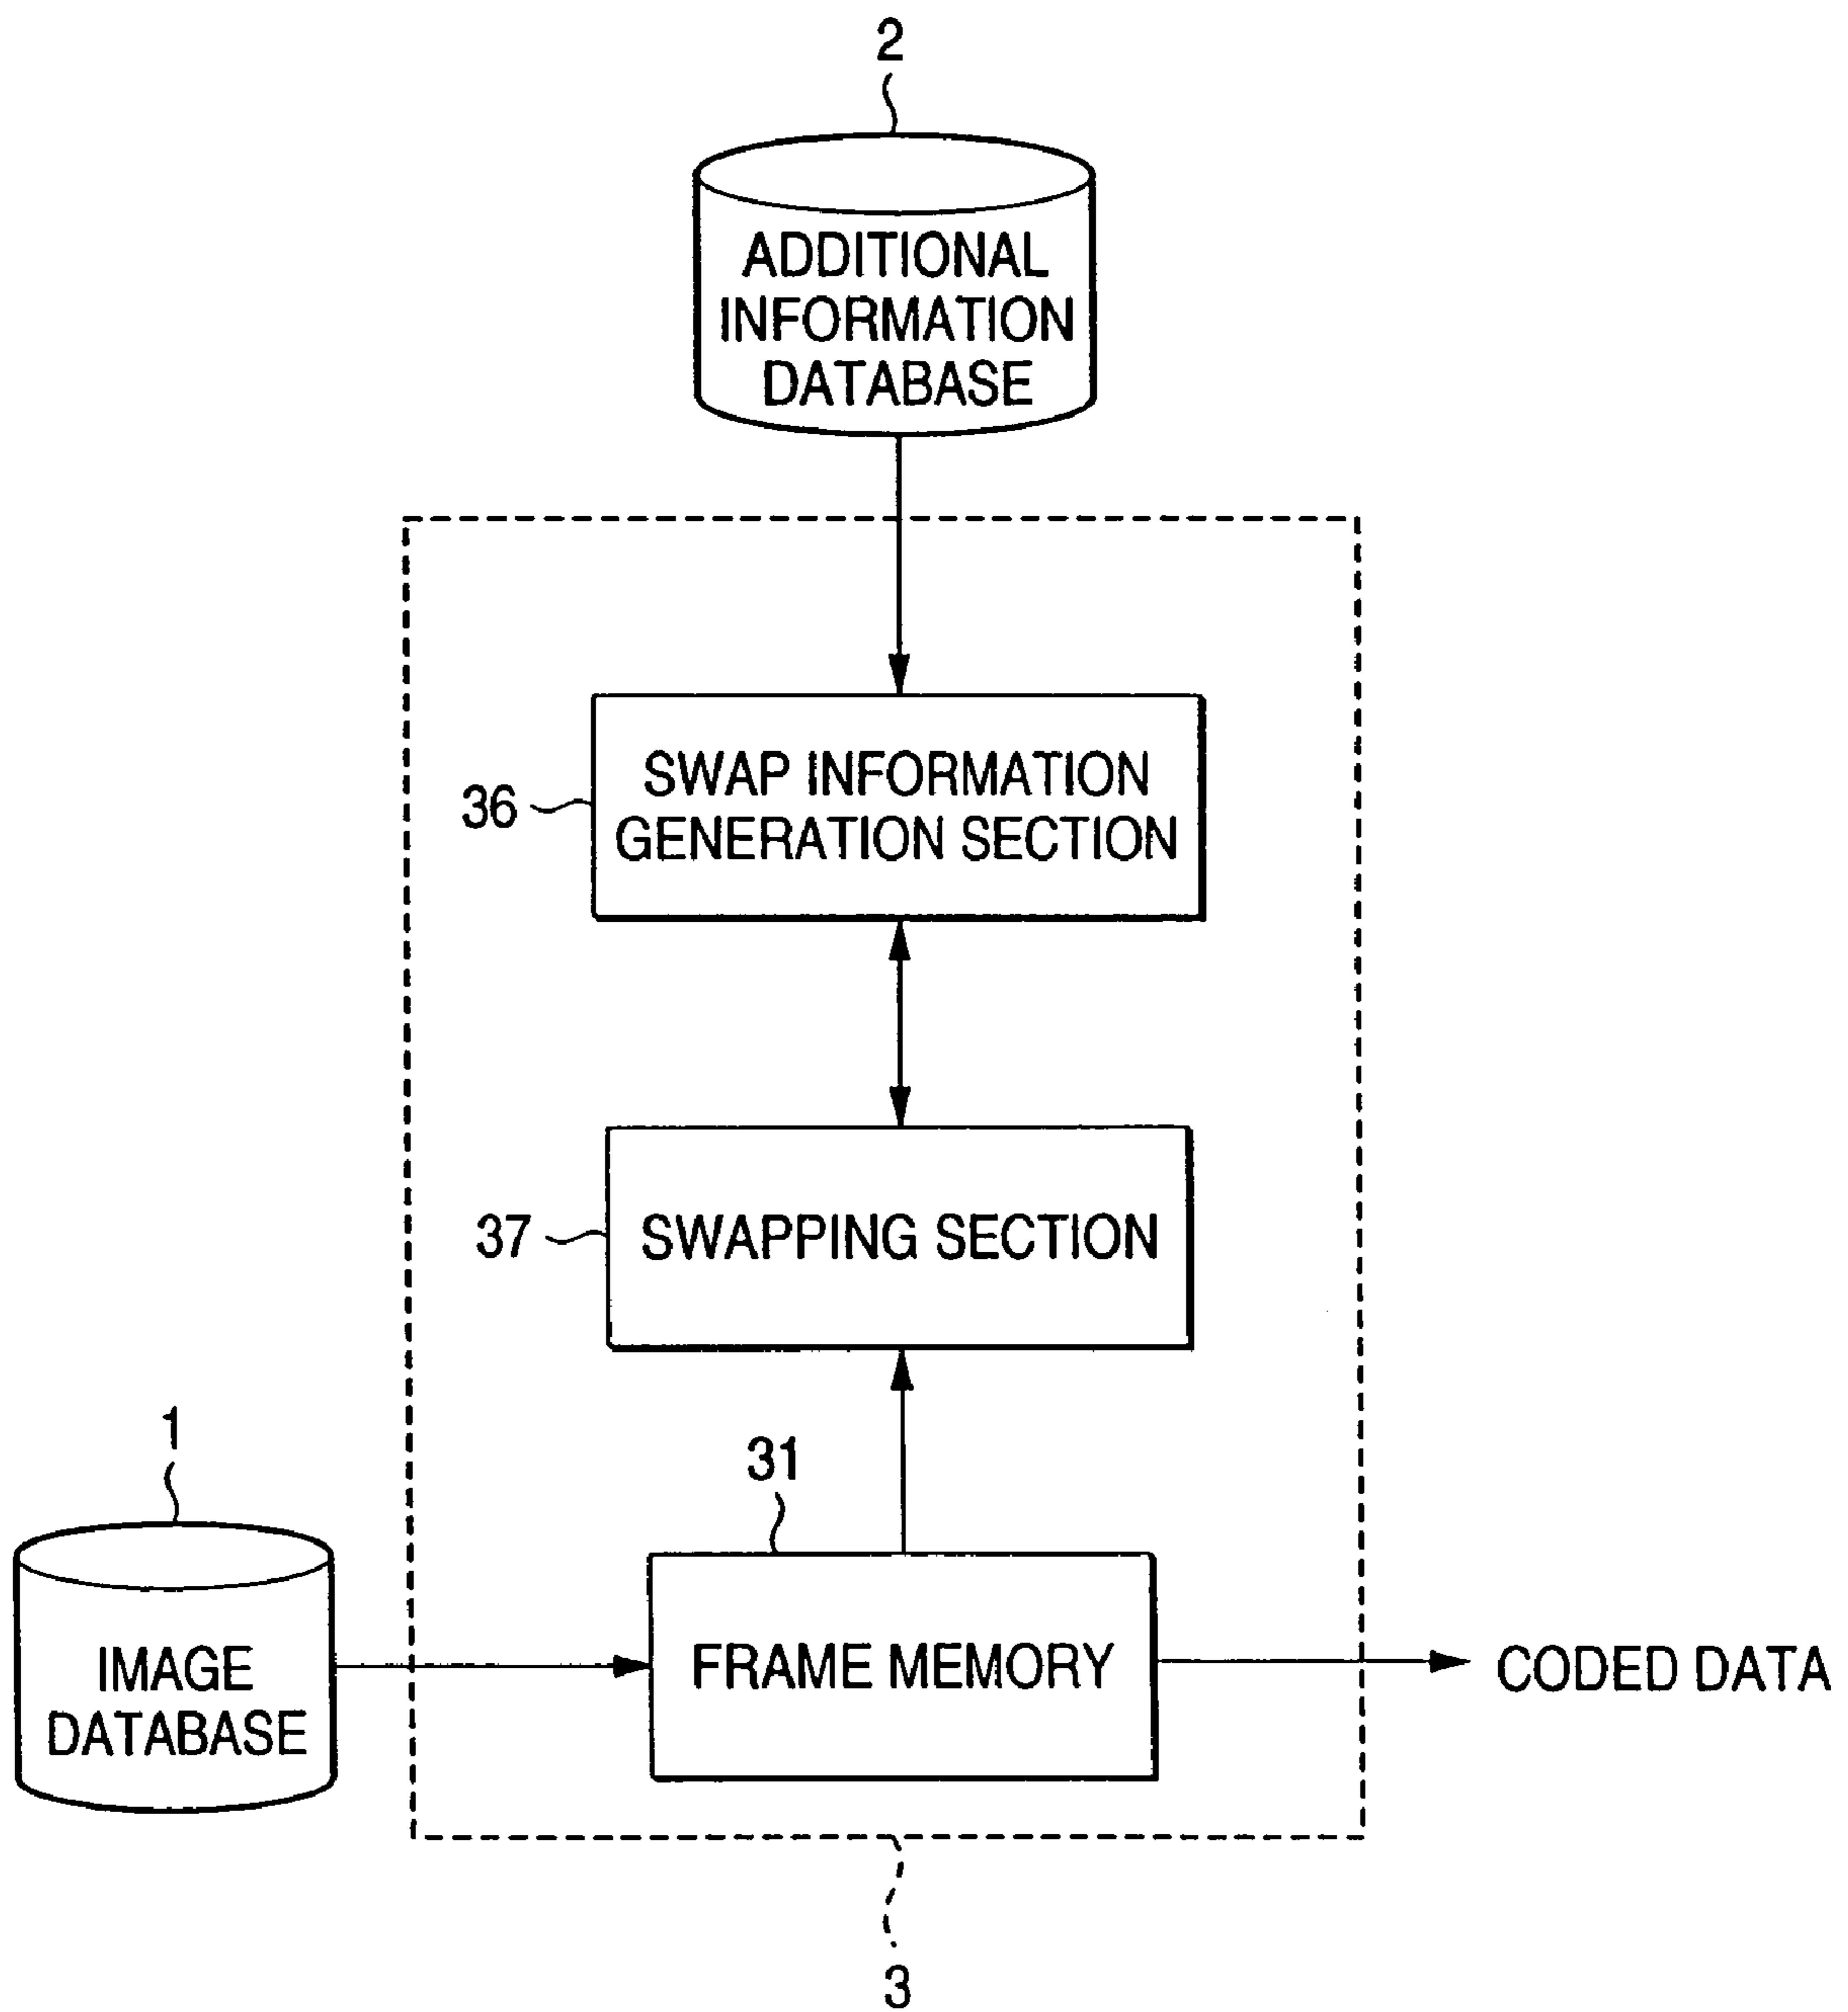 2
ADDITIONAL
INFORMATION
DATABASE
36
SWAP INFORMATION
GENERATION SECTION
37
SWAPPING SECTION
1
31
IMAGE
DATABASE
FRAME MEMORY
CODED DATA
3